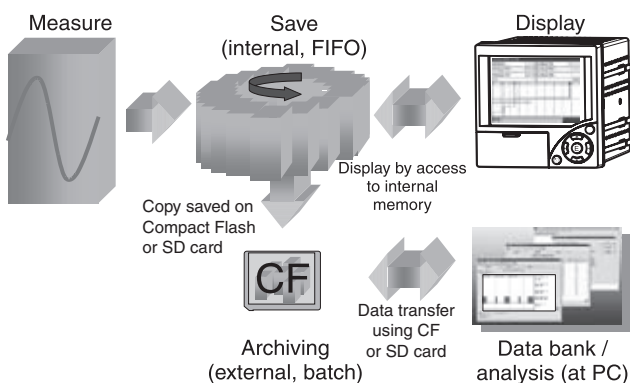 Measure
Save
(internal, FIFO)
Display
Display by access
to internal
memory
Copy saved on
Compact Flash
or SD card
CF
Data transfer
using CF
or SD card
Archiving
(external, batch)
Data bank /
analysis (at PC)